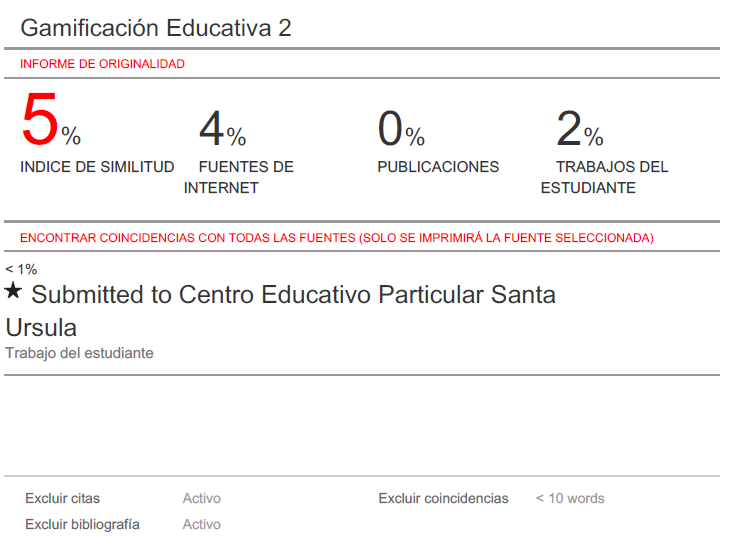 Gamificación Educativa 2
INFORME DE ORIGINALIDAD
5%
4%
0%
2%
INDICE DE SIMILITUD
FUENTES DE
INTERNET
PUBLICACIONES
TRABAJOS DEL
ESTUDIANTE
ENCONTRAR COINCIDENCIAS CON TODAS LAS FUENTES (SOLO SE IMPRIMIRÁ LA FUENTE SELECCIONADA)
< 1%
★ Submitted to Centro Educativo Particular Santa
Ursula
Trabajo del estudiante
Excluir citas Activo
Excluir bibliografía Activo
Excluir coincidencias < 10 words